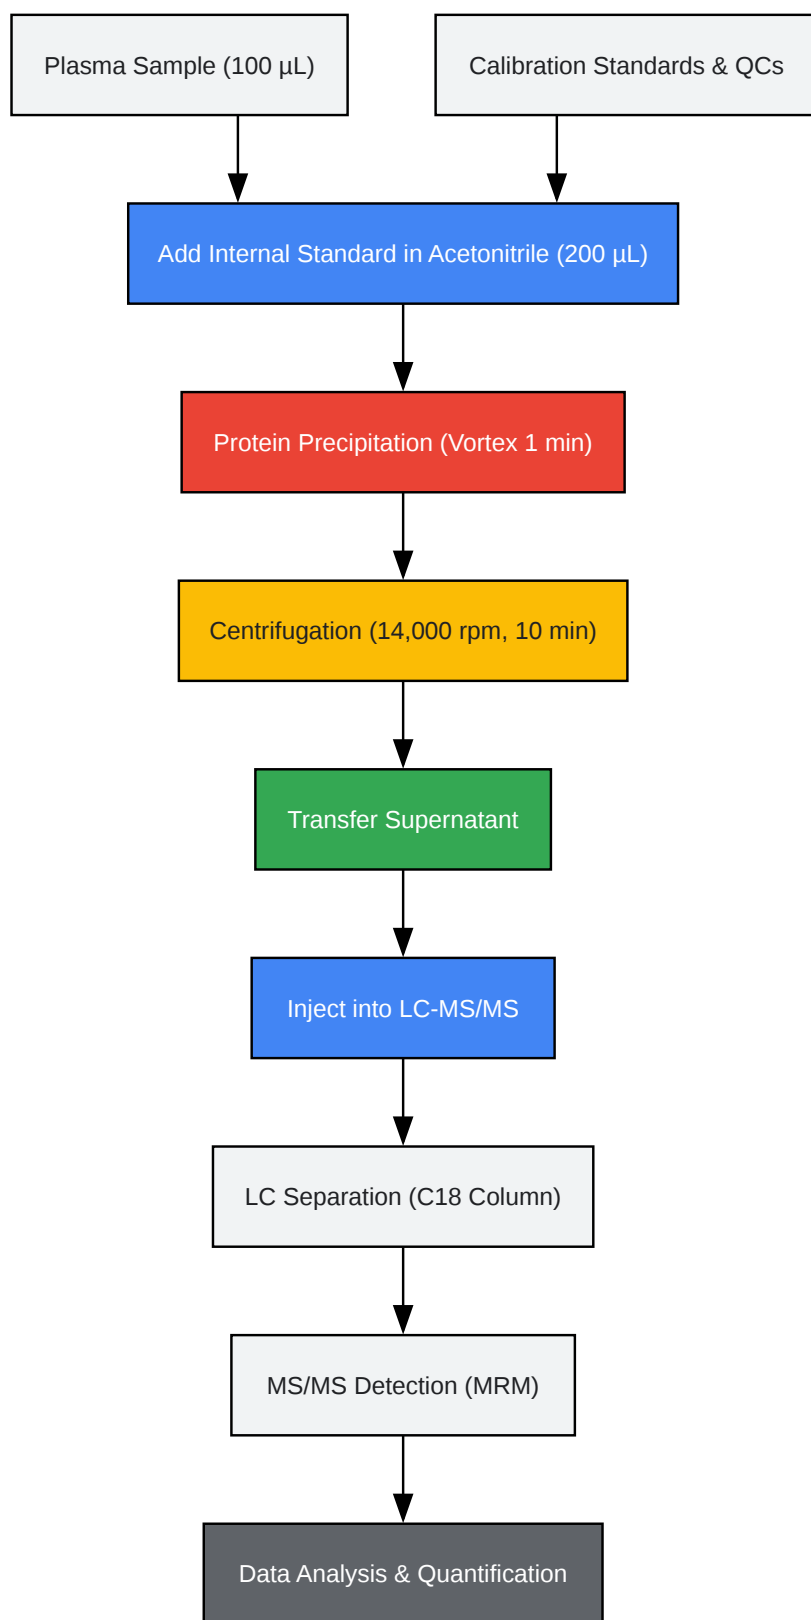 Plasma Sample (100 µL)
Calibration Standards & QCs
Add Internal Standard in Acetonitrile (200 µL)
Protein Precipitation (Vortex 1 min)
Centrifugation (14,000 rpm, 10 min)
Transfer Supernatant
Inject into LC-MS/MS
LC Separation (C18 Column)
MS/MS Detection (MRM)
Data Analysis & Quantification